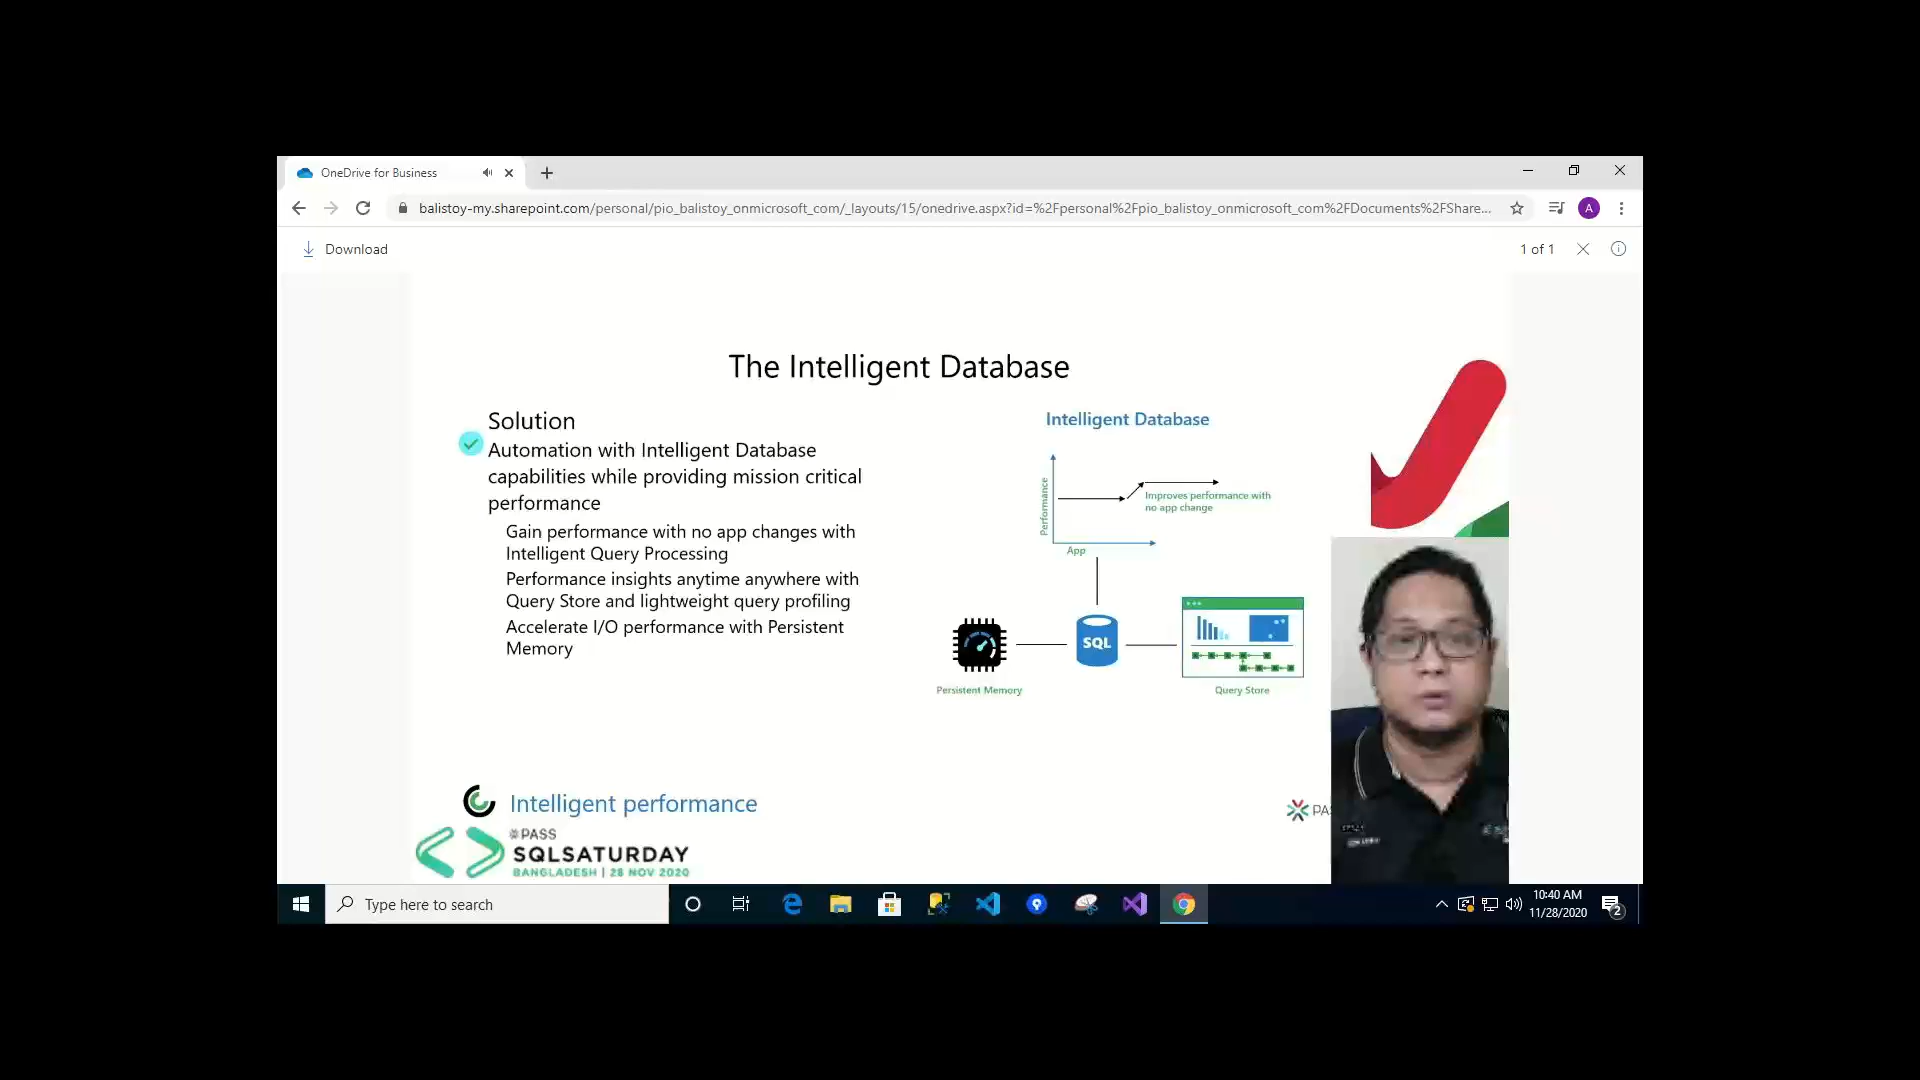 OneDrive for Business
balistoy-my.sharepoint.com/personal/pio_balistoy_onmicrosoft_com/_layouts/15/onedrive.aspx?id=%2Fpersonal%2Fpio_balistoy_onmicrosoft_com%2FDocuments%2FShare...
A
Download
1 of 1
The Intelligent Database
Solution
Automation with Intelligent Database
capabilities while providing mission critical
performance
Gain performance with no app changes with
Intelligent Query Processing
Performance insights anytime anywhere with
Query Store and lightweight query profiling
Accelerate I/O performance with Persistent
Memory
Intelligent Database
Performance
Improves performance with
no app change
App
SQL
Persistent Memory
Query Store
Intelligent performance
PASS
SQLSATURDAY
BANGLADESH | 28 NOV 2020
PAS
Type here to search
10:40 AM
11/28/2020
2